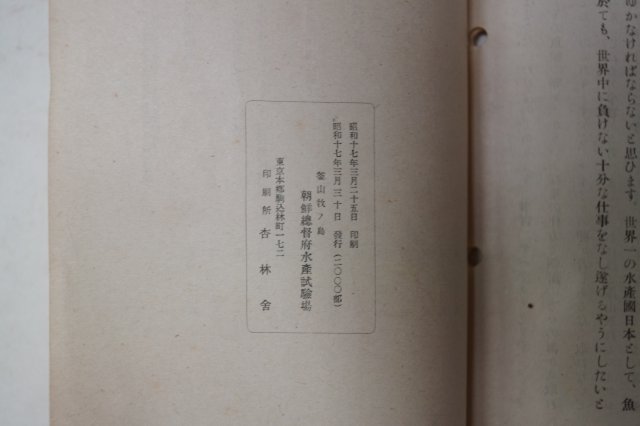 ゆかなければならないと思ひます。世界一の水產國日本として、魚
於ても、世界中に負けない十分な仕事をなし遂げるやうにしたいと
昭和十七年三月二十五日 印刷
昭和十七年三月三十日 發行(二〇〇〇部)
釜山牧ノ島
朝鮮總督府水產試驗場
東京本鄕駒込林町一七二
印刷所 杏林舍